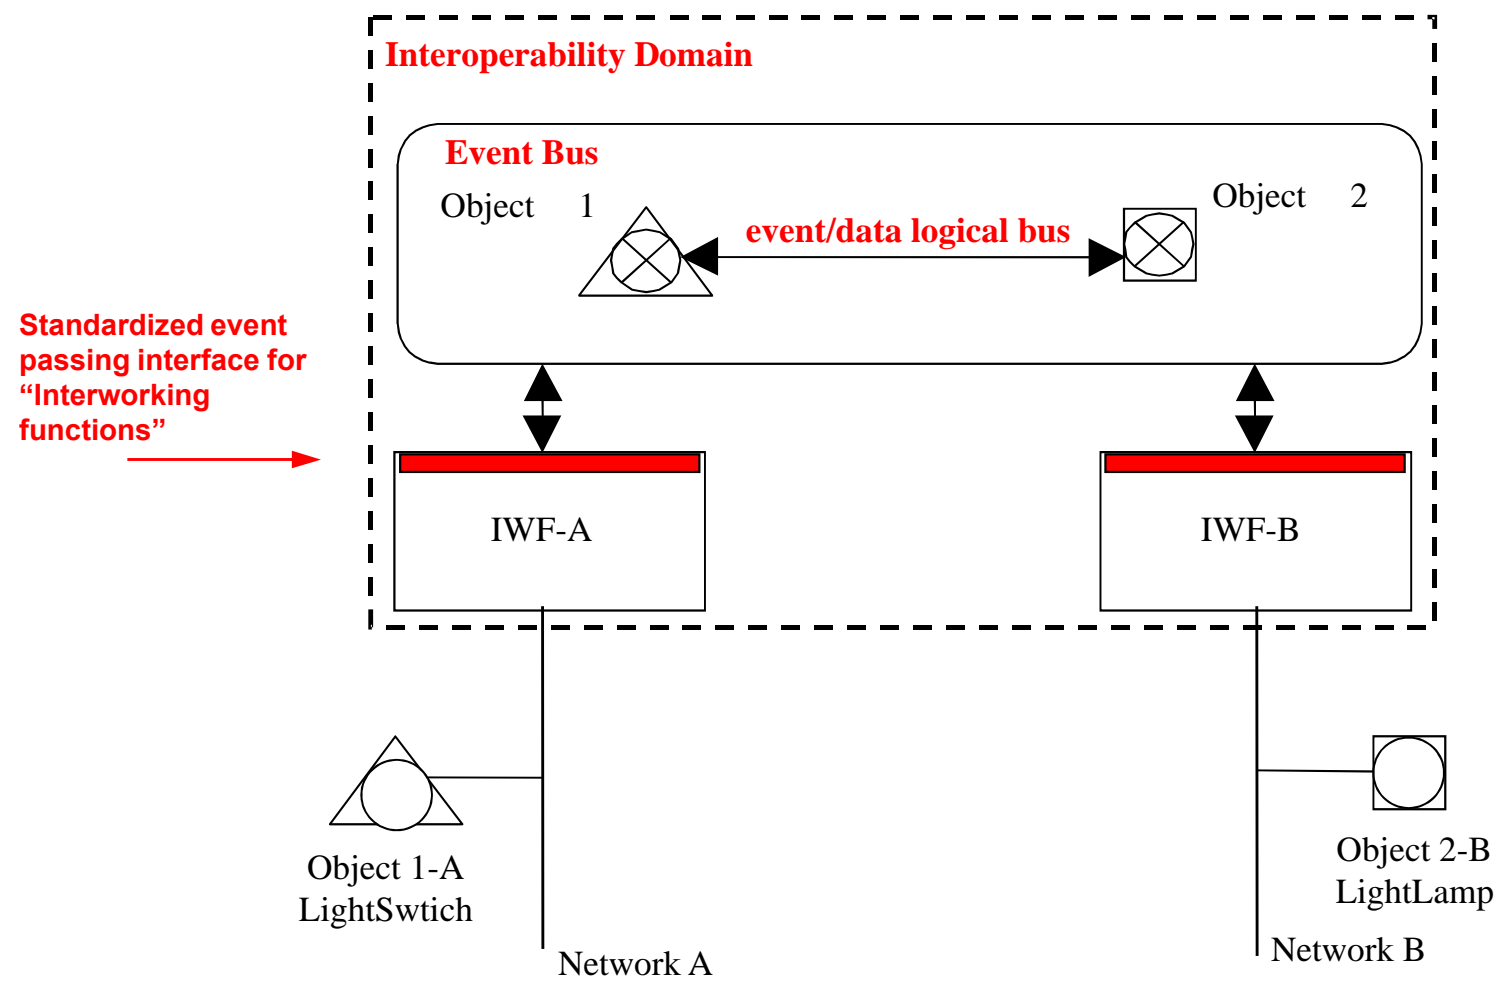 Interoperability Domain
Event Bus
Object 1
Object 2
event/data logical bus
Standardized event
passing interface for
“Interworking
functions”
IWF-A
IWF-B
Object 1-A
LightSwtich
Object 2-B
LightLamp
Network A
Network B